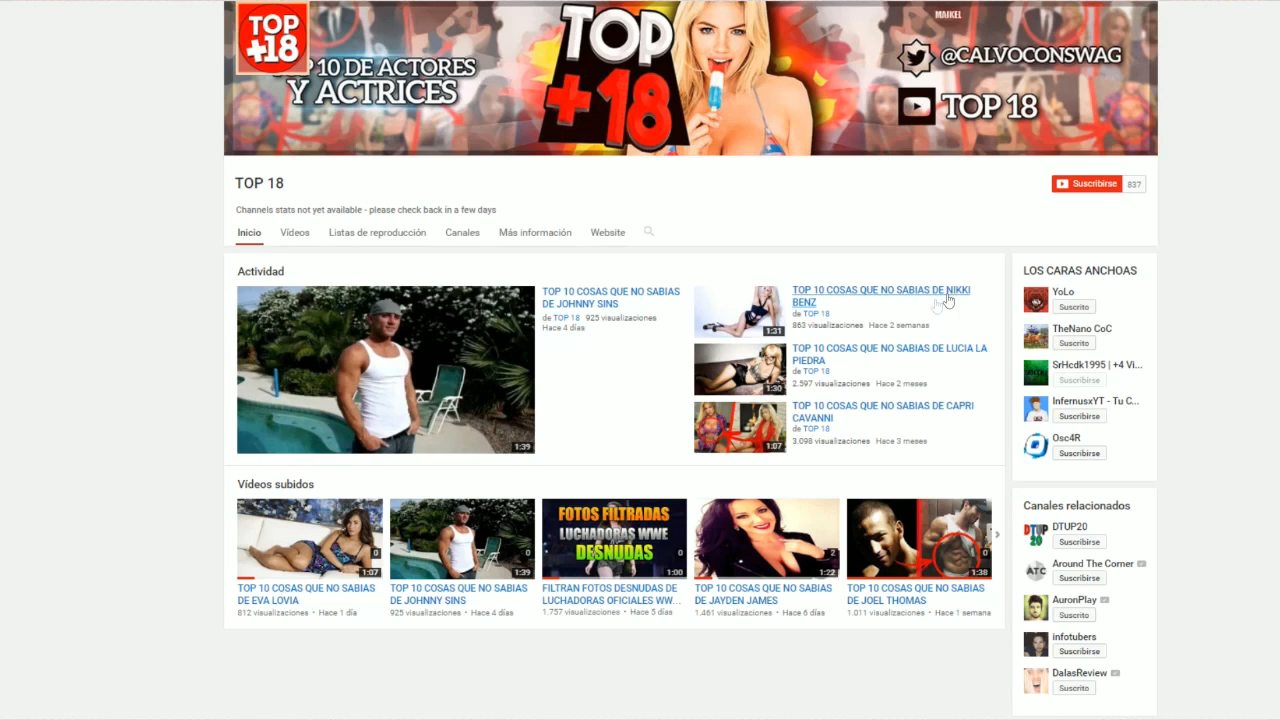 TOP
+18
TOP 10 DE ACTORES
Y ACTRICES
TOP
+18
MAIKEL
@CALVOCONSWAG
TOP 18
TOP 18
Suscribirse 837
Channels stats not yet available - please check back in a few days
Inicio Vídeos Listas de reproducción Canales Más información Website
Actividad
1:39
TOP 10 COSAS QUE NO SABIAS
DE JOHNNY SINS
de TOP 18 925 visualizaciones
Hace 4 días
1:31
TOP 10 COSAS QUE NO SABIAS DE NIKKI
BENZ
de TOP 18
863 visualizaciones Hace 2 semanas
1:30
TOP 10 COSAS QUE NO SABIAS DE LUCIA LA
PIEDRA
de TOP 18
2.597 visualizaciones Hace 2 meses
1:07
TOP 10 COSAS QUE NO SABIAS DE CAPRI
CAVANNI
de TOP 18
3.098 visualizaciones Hace 3 meses
Vídeos subidos
0
1:07
TOP 10 COSAS QUE NO SABIAS
DE EVA LOVIA
812 visualizaciones • Hace 1 día
0
1:39
TOP 10 COSAS QUE NO SABIAS
DE JOHNNY SINS
925 visualizaciones • Hace 4 días
FOTOS FILTRADAS
LUCHADORAS WWE
DESNUDAS
0
1:00
FILTRAN FOTOS DESNUDAS DE
LUCHADORAS OFICIALES WW...
1.757 visualizaciones • Hace 5 días
2
1:22
TOP 10 COSAS QUE NO SABIAS
DE JAYDEN JAMES
1.461 visualizaciones • Hace 6 días
0
1:38
TOP 10 COSAS QUE NO SABIAS
DE JOEL THOMAS
1.011 visualizaciones • Hace 1 semana
LOS CARAS ANCHOAS
YoLo
Suscrito
TheNano CoC
Suscrito
SrHcdk1995 | +4 Vi...
Suscribirse
InfernusxYT - Tu C...
Suscribirse
Osc4R
Suscribirse
Canales relacionados
DTUP
20
DTUP20
Suscribirse
ATC
Around The Corner
Suscribirse
AuronPlay
Suscrito
infotubers
Suscribirse
DalasReview
Suscrito